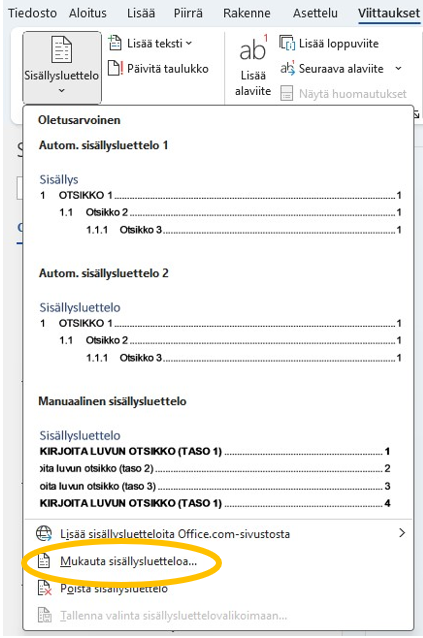 Tiedosto Aloitus Lisää Piirrä Rakenne Asettelu Viittaukset
Sisällysluettelo
Lisää teksti
Päivitä taulukko
ab
Lisää alaviite
Lisää loppuviite
Seuraava alaviite
Näytä huomautukset
Oletusarvoinen
Autom. sisällysluettelo 1
Sisällys
1 OTSIKKO 1 1
1.1 Otsikko 2 1
1.1.1 Otsikko 3 1
Autom. sisällysluettelo 2
Sisällysluettelo
1 OTSIKKO 1 1
1.1 Otsikko 2 1
1.1.1 Otsikko 3 1
Manuaalinen sisällysluettelo
Sisällysluettelo
KIRJOITA LUVUN OTSIKKO (TASO 1) 1
oita luvun otsikko (taso 2) 2
oita luvun otsikko (taso 3) 3
KIRJOITA LUVUN OTSIKKO (TASO 1) 4
Lisää sisällysluetteloita Office.com-sivustosta
Mukauta sisällysluetteloa...
Poista sisällysluettelo
Tallenna valinta sisällysluettelovalikoimaan...